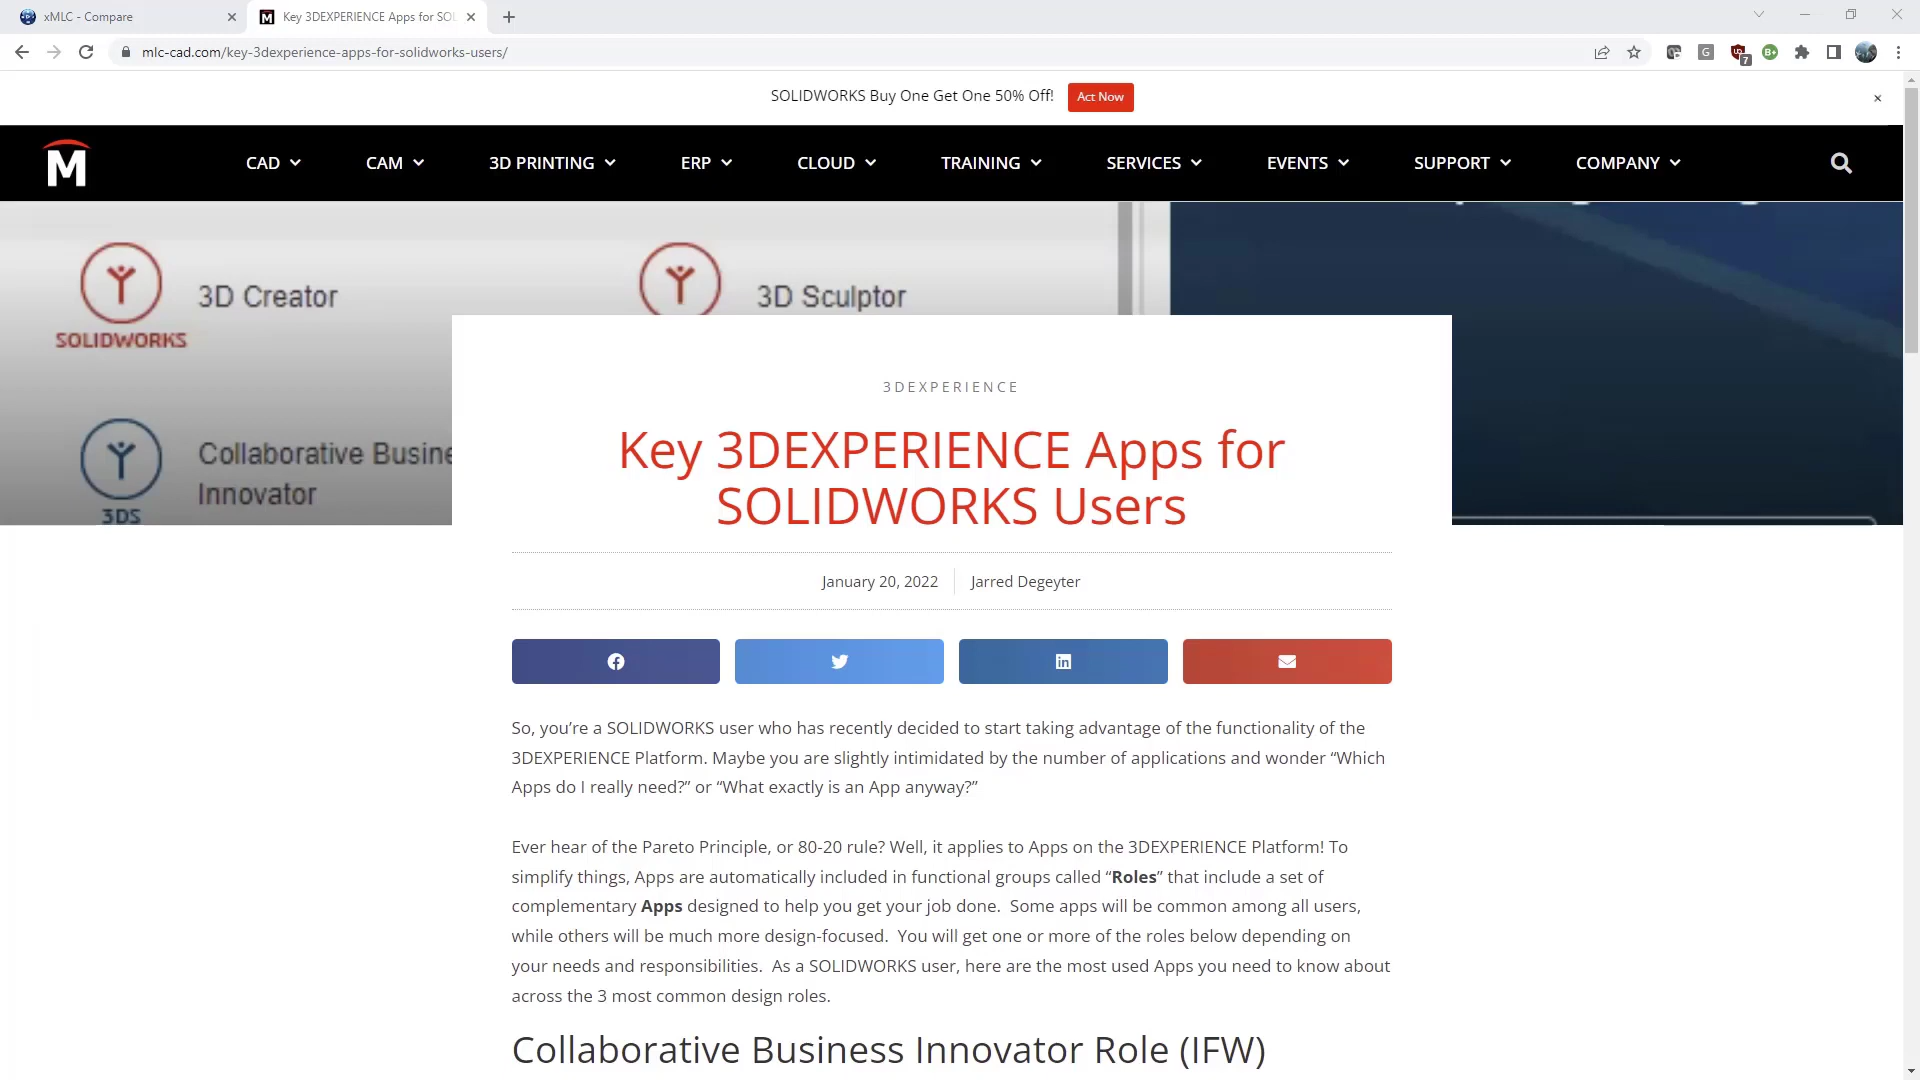 xMLC - Compare
Key 3DEXPERIENCE Apps for SOL
mlc-cad.com/key-3dexperience-apps-for-solidworks-users/
G
7
B+
SOLIDWORKS Buy One Get One 50% Off!
Act Now
×
M
CAD
CAM
3D PRINTING
ERP
CLOUD
TRAINING
SERVICES
EVENTS
SUPPORT
COMPANY
3D Creator
SOLIDWORKS
3D Sculptor
Collaborative Busine
Innovator
3DS
3DEXPERIENCE
Key 3DEXPERIENCE Apps for
SOLIDWORKS Users
January 20, 2022
Jarred Degeyter
So, you’re a SOLIDWORKS user who has recently decided to start taking advantage of the functionality of the
3DEXPERIENCE Platform. Maybe you are slightly intimidated by the number of applications and wonder “Which
Apps do I really need?” or “What exactly is an App anyway?”
Ever hear of the Pareto Principle, or 80-20 rule? Well, it applies to Apps on the 3DEXPERIENCE Platform! To
simplify things, Apps are automatically included in functional groups called “Roles” that include a set of
complementary Apps designed to help you get your job done.  Some apps will be common among all users,
while others will be much more design-focused.  You will get one or more of the roles below depending on
your needs and responsibilities.  As a SOLIDWORKS user, here are the most used Apps you need to know about
across the 3 most common design roles.
Collaborative Business Innovator Role (IFW)